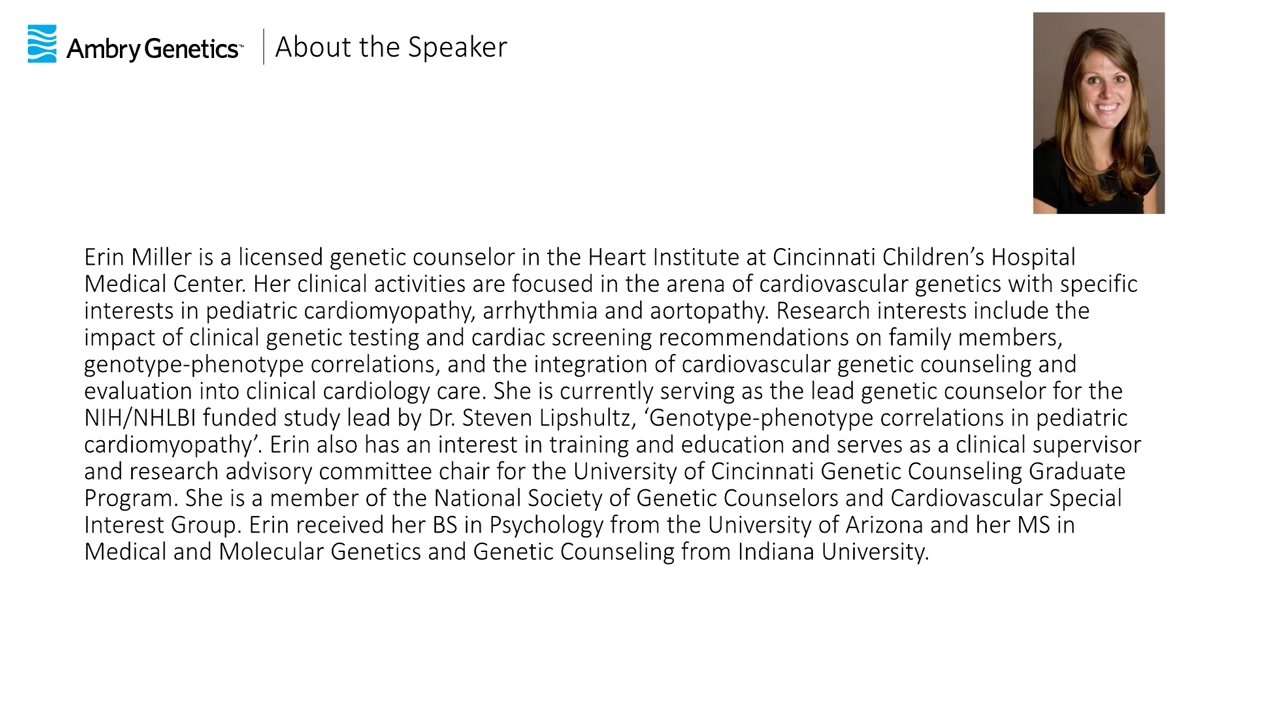 Ambry Genetics™ About the Speaker
Erin Miller is a licensed genetic counselor in the Heart Institute at Cincinnati Children’s Hospital
Medical Center. Her clinical activities are focused in the arena of cardiovascular genetics with specific
interests in pediatric cardiomyopathy, arrhythmia and aortopathy. Research interests include the
impact of clinical genetic testing and cardiac screening recommendations on family members,
genotype-phenotype correlations, and the integration of cardiovascular genetic counseling and
evaluation into clinical cardiology care. She is currently serving as the lead genetic counselor for the
NIH/NHLBI funded study lead by Dr. Steven Lipshultz, ‘Genotype-phenotype correlations in pediatric
cardiomyopathy’. Erin also has an interest in training and education and serves as a clinical supervisor
and research advisory committee chair for the University of Cincinnati Genetic Counseling Graduate
Program. She is a member of the National Society of Genetic Counselors and Cardiovascular Special
Interest Group. Erin received her BS in Psychology from the University of Arizona and her MS in
Medical and Molecular Genetics and Genetic Counseling from Indiana University.